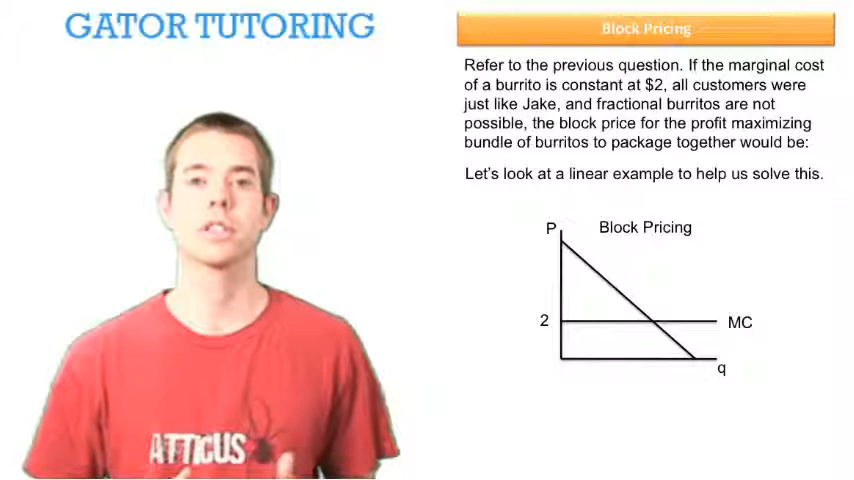 GATOR TUTORING
Block Pricing
Refer to the previous question. If the marginal cost
of a burrito is constant at $2, all customers were
just like Jake, and fractional burritos are not
possible, the block price for the profit maximizing
bundle of burritos to package together would be:
Let's look at a linear example to help us solve this.
P
Block Pricing
2
MC
q
ATTICUS